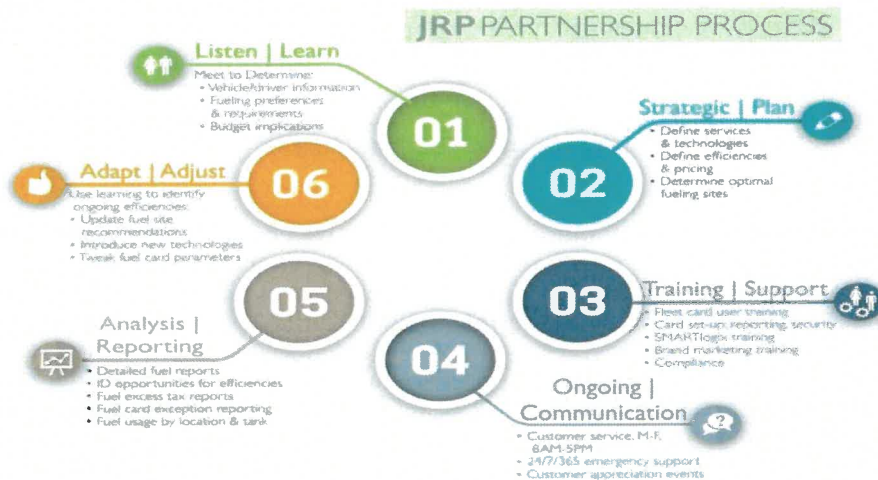 JRP PARTNERSHIP PROCESS
Listen | Learn
Meet to Determine:
• Vehicle/driver information
• Fueling preferences
& requirements
• Budget implications
01
Strategic | Plan
• Define services
& technologies
• Define efficiencies
& pricing
• Determine optimal
fueling sites
02
Training | Support
• Fleet card user training
• Card set-up, reporting, security
• SMARTlogix training
• Brand marketing training
• Compliance
03
Ongoing |
Communication
• Customer service, M-F,
8AM-5PM
• 24/7/365 emergency support
• Customer appreciation events
04
Analysis |
Reporting
• Detailed fuel reports
• ID opportunities for efficiencies
• Fuel excess tax reports
• Fuel card exception reporting
• Fuel usage by location & tank
05
Adapt | Adjust
Use learning to identify
ongoing efficiencies:
• Update fuel site
recommendations
• Introduce new technologies
• Tweak fuel card parameters
06